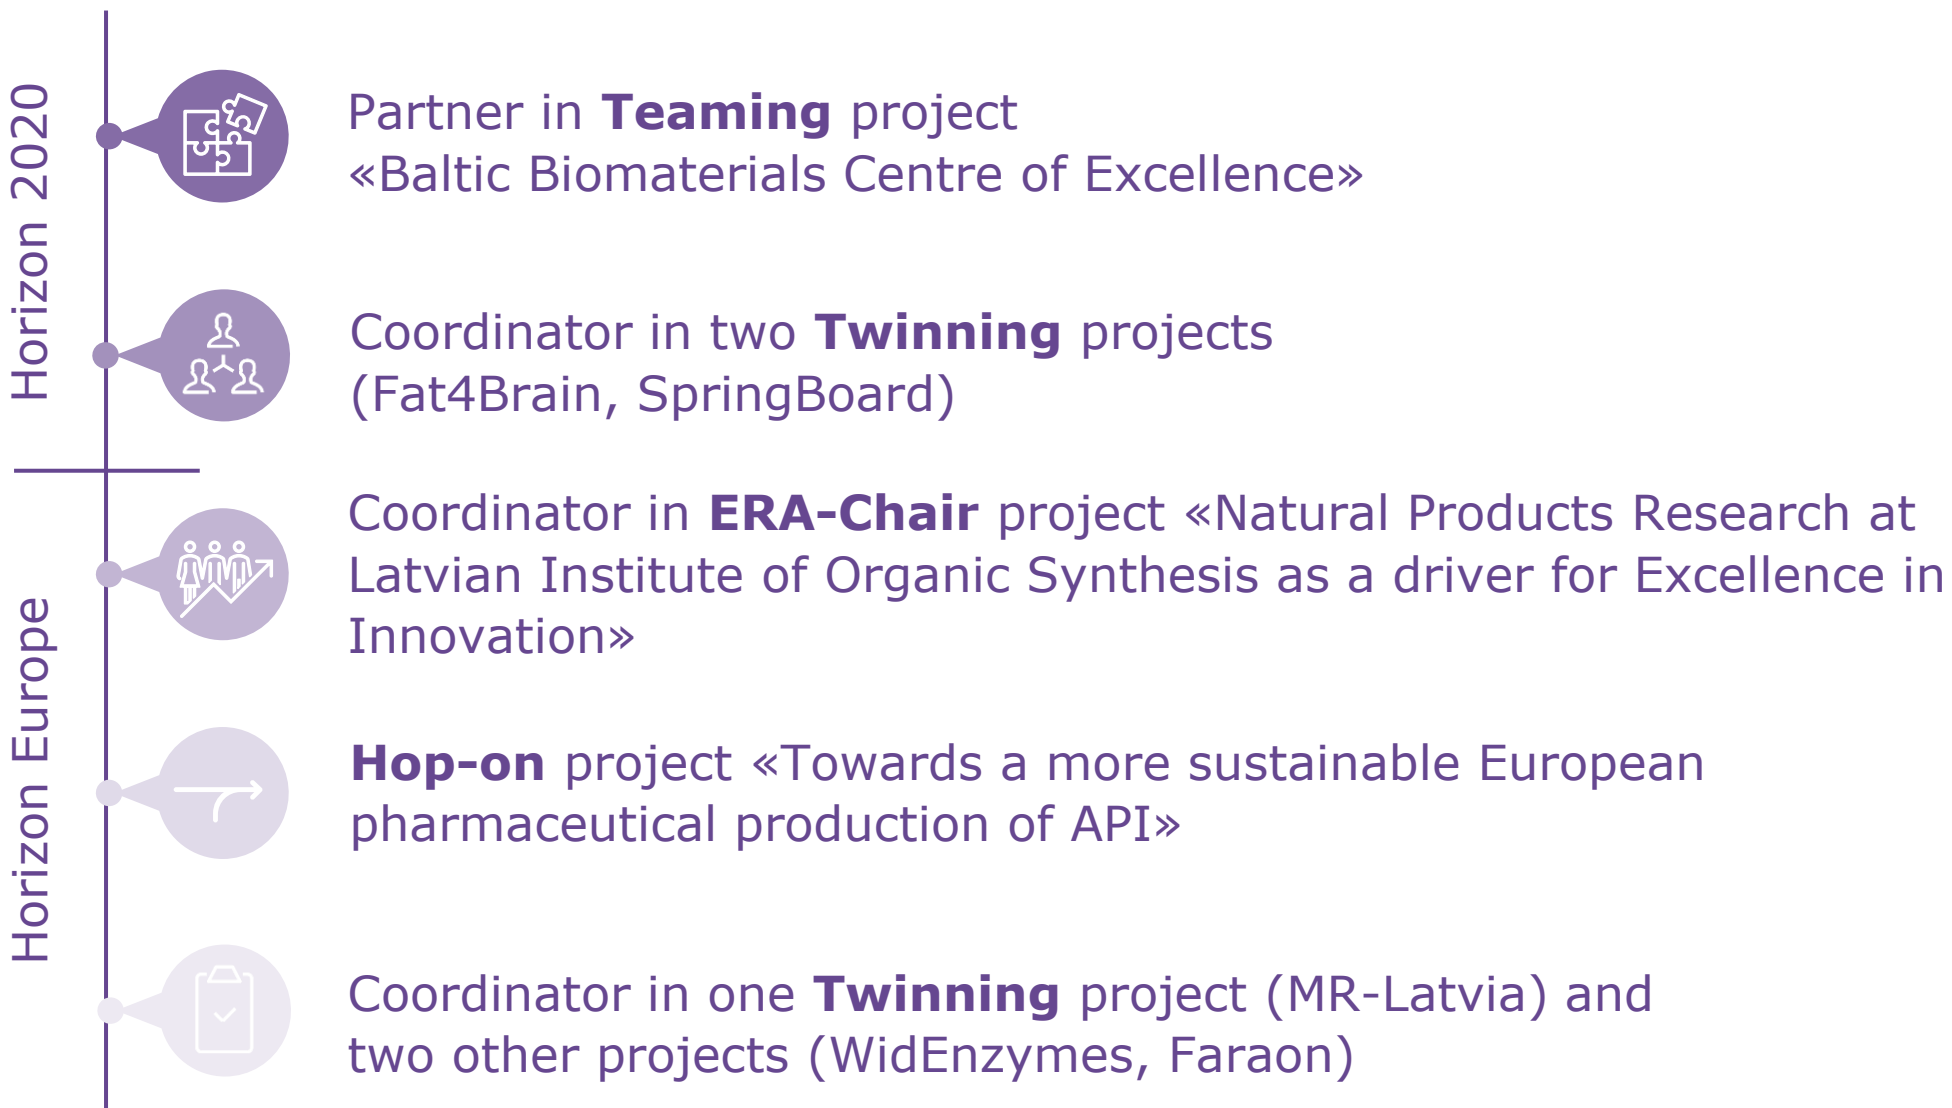 Horizon 2020
Partner in Teaming project
«Baltic Biomaterials Centre of Excellence»
Coordinator in two Twinning projects
(Fat4Brain, SpringBoard)
Horizon Europe
Coordinator in ERA-Chair project «Natural Products Research at
Latvian Institute of Organic Synthesis as a driver for Excellence in
Innovation»
Hop-on project «Towards a more sustainable European
pharmaceutical production of API»
Coordinator in one Twinning project (MR-Latvia) and
two other projects (WidEnzymes, Faraon)